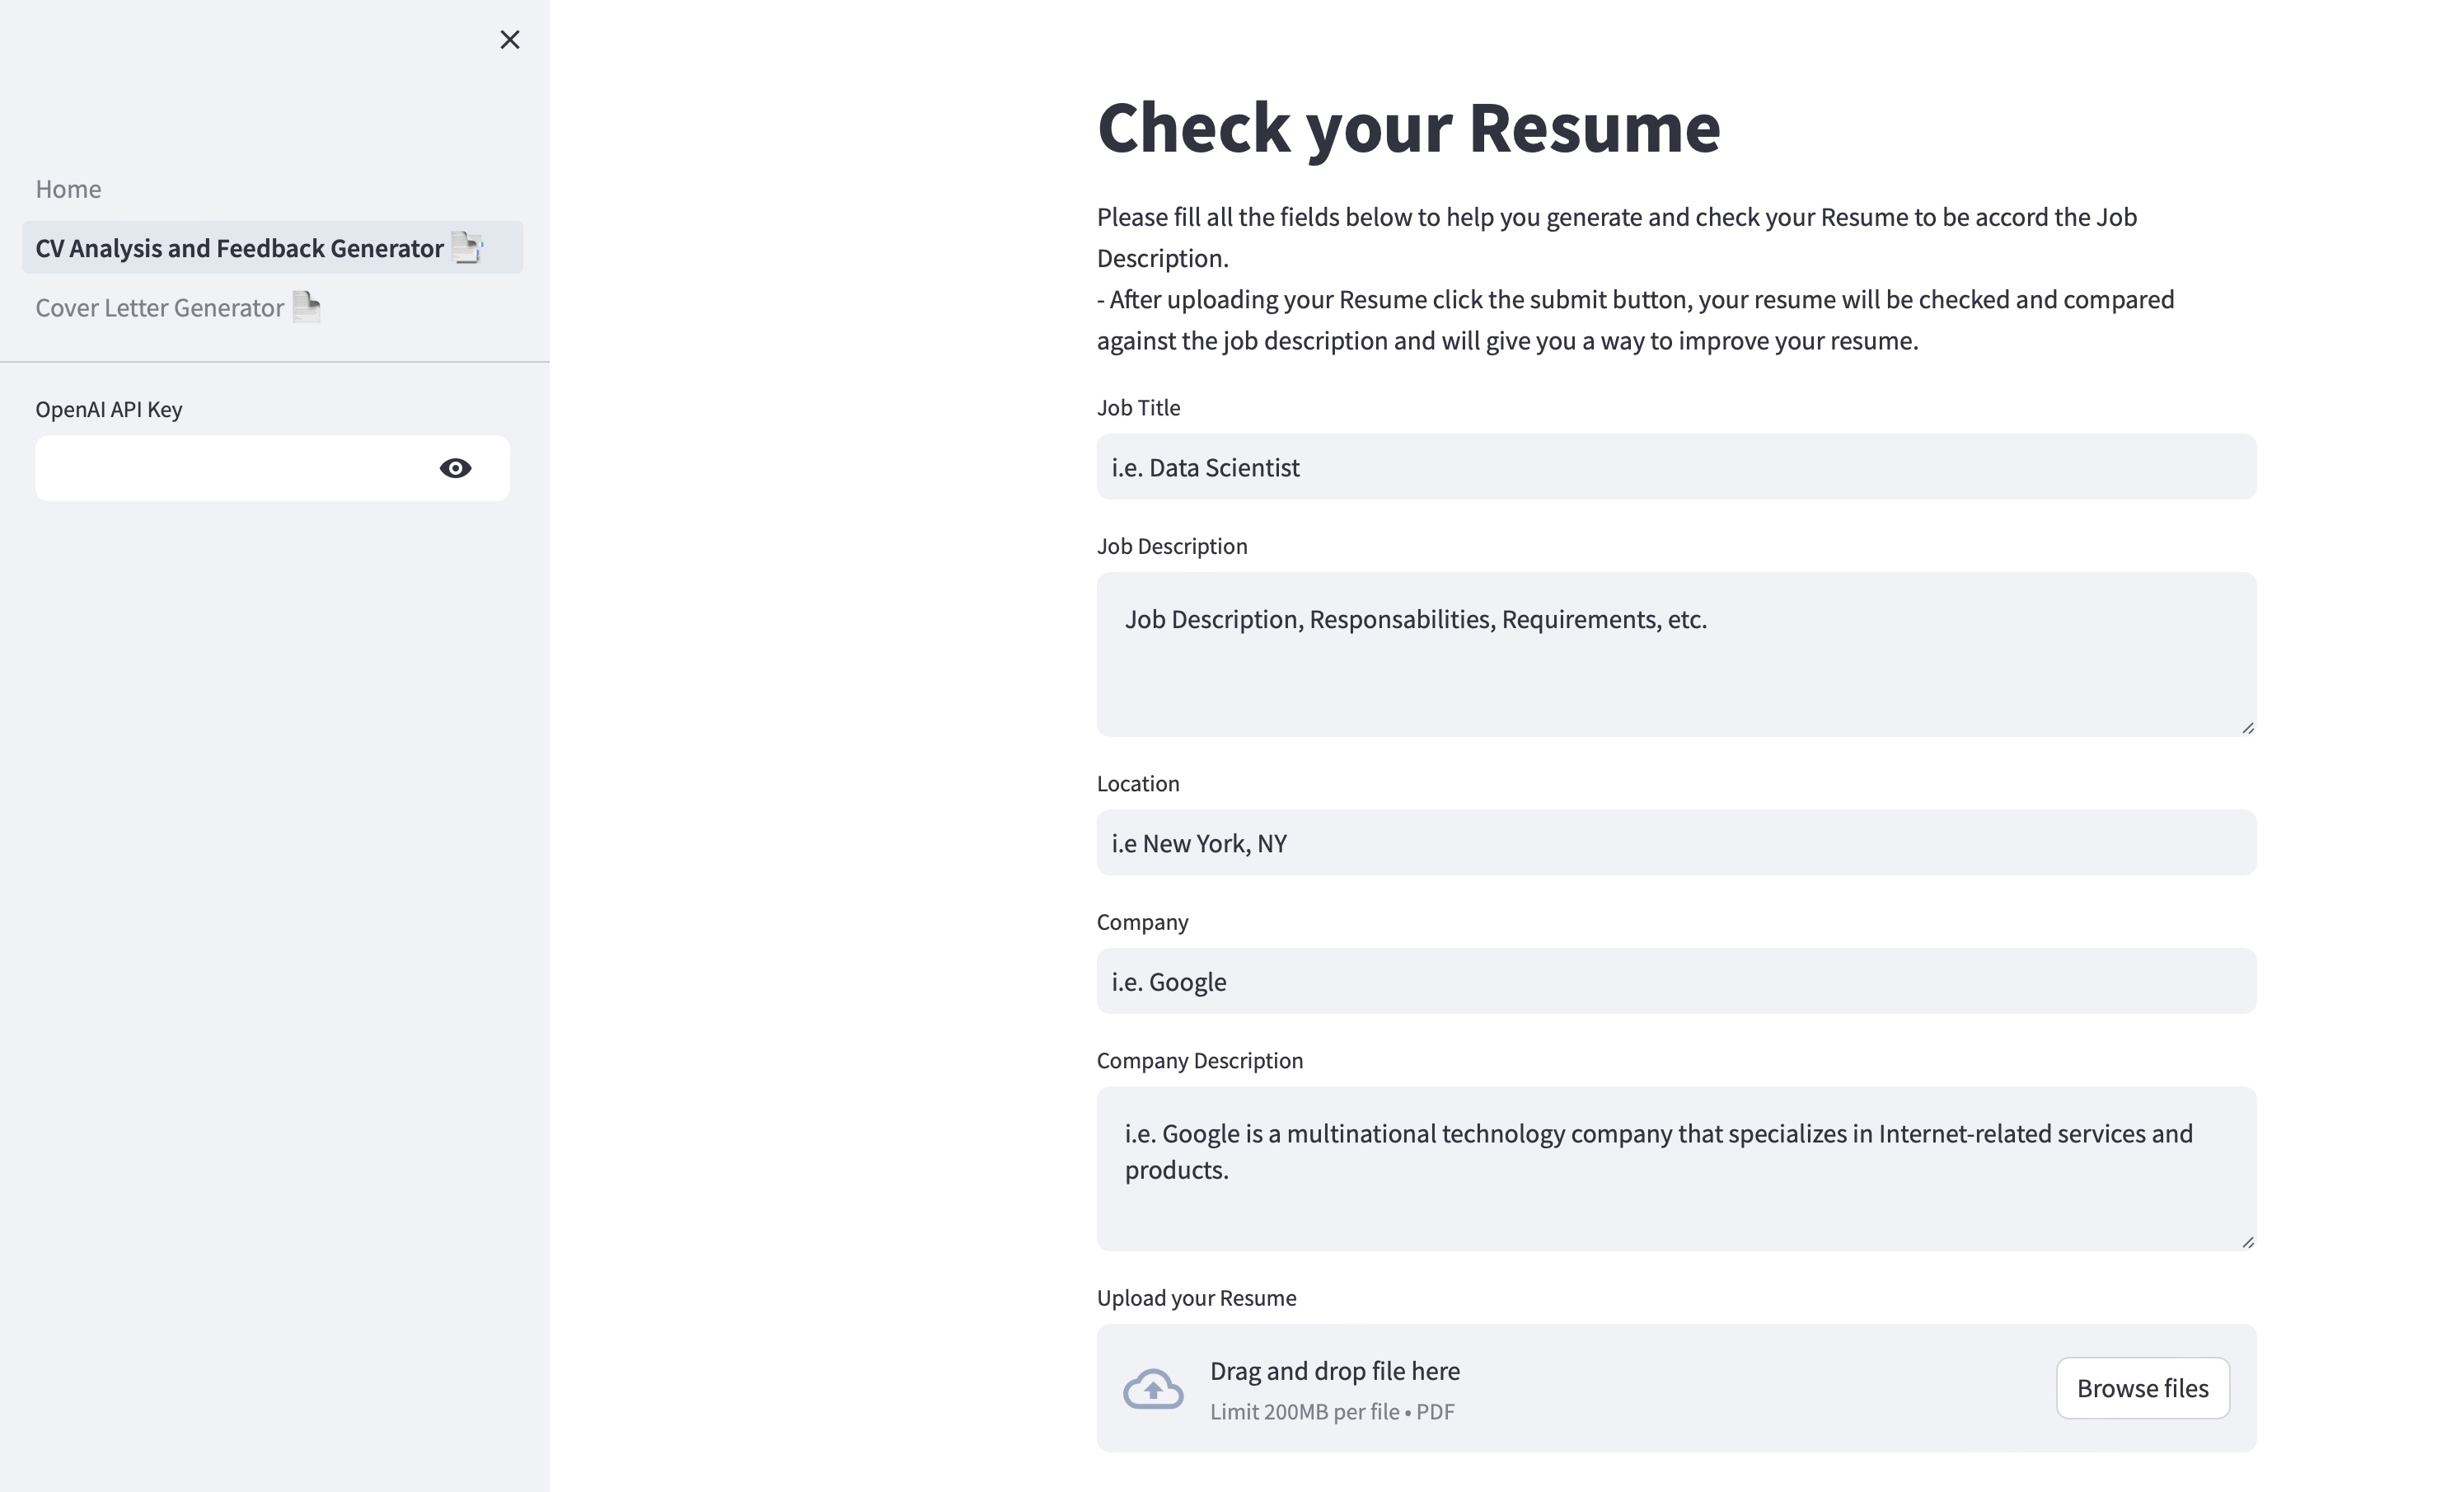 Home
CV Analysis and Feedback Generator
Cover Letter Generator
OpenAI API Key
Check your Resume
Please fill all the fields below to help you generate and check your Resume to be accord the Job
Description.
- After uploading your Resume click the submit button, your resume will be checked and compared
against the job description and will give you a way to improve your resume.
Job Title
i.e. Data Scientist
Job Description
Job Description, Responsabilities, Requirements, etc.
Location
i.e New York, NY
Company
i.e. Google
Company Description
i.e. Google is a multinational technology company that specializes in Internet-related services and
products.
Upload your Resume
Drag and drop file here
Limit 200MB per file • PDF
Browse files